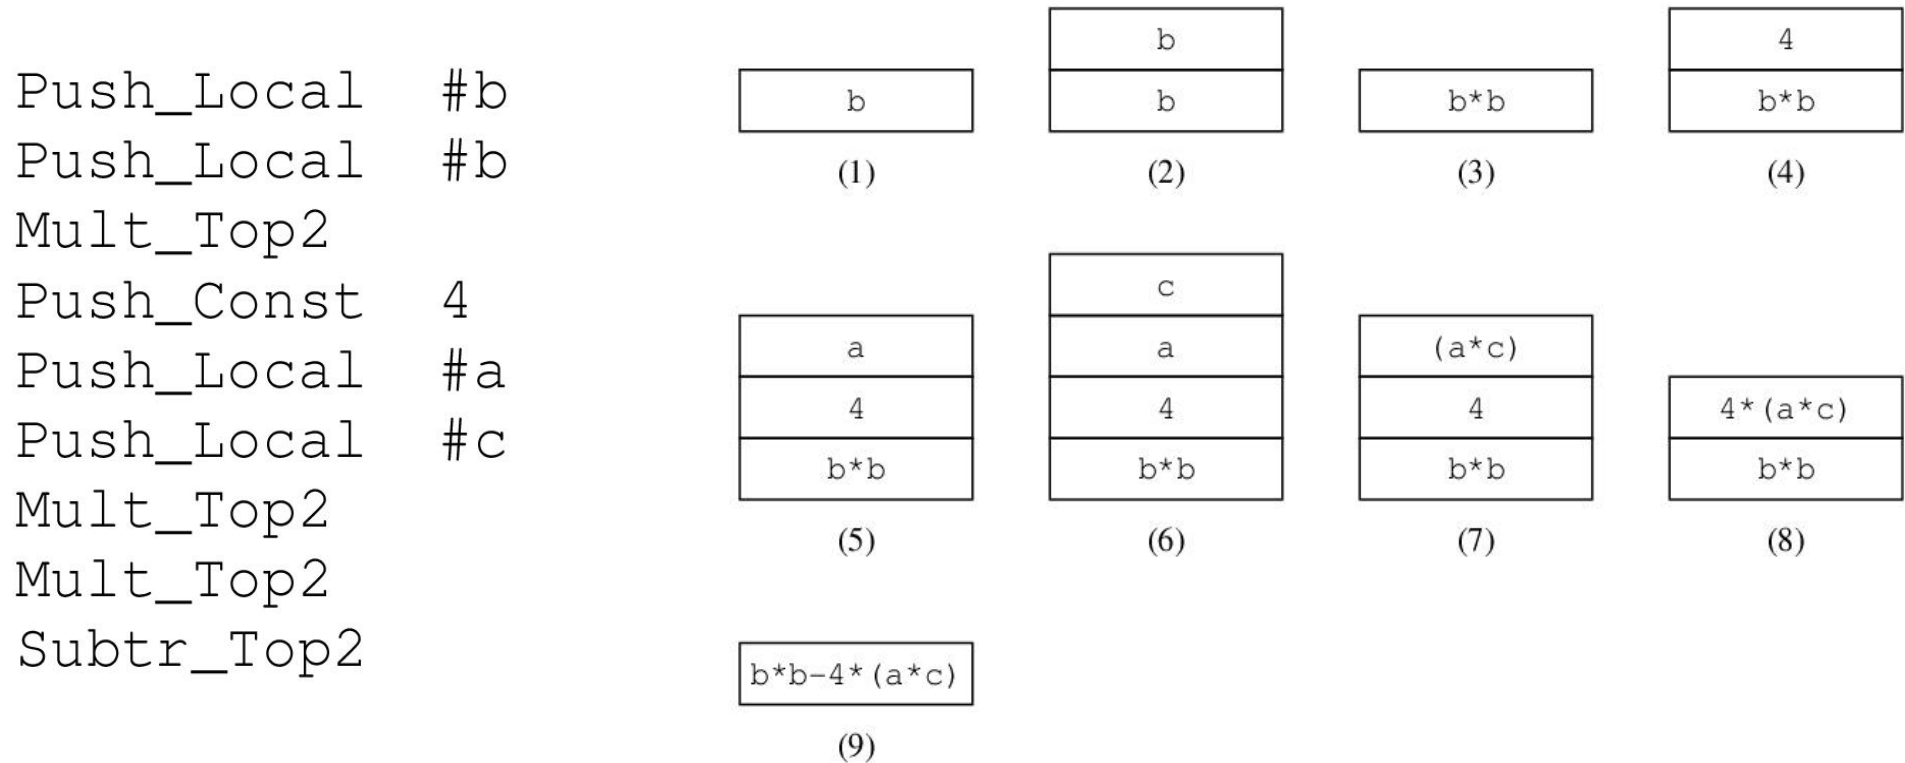 Push_Local #b
Push_Local #b
Mult_Top2
Push_Const 4
Push_Local #a
Push_Local #c
Mult_Top2
Mult_Top2
Subtr_Top2
b
(1)
b
b
(2)
b*b
(3)
4
b*b
(4)
a
4
b*b
(5)
c
a
4
b*b
(6)
(a*c)
4
b*b
(7)
4*(a*c)
b*b
(8)
b*b-4*(a*c)
(9)